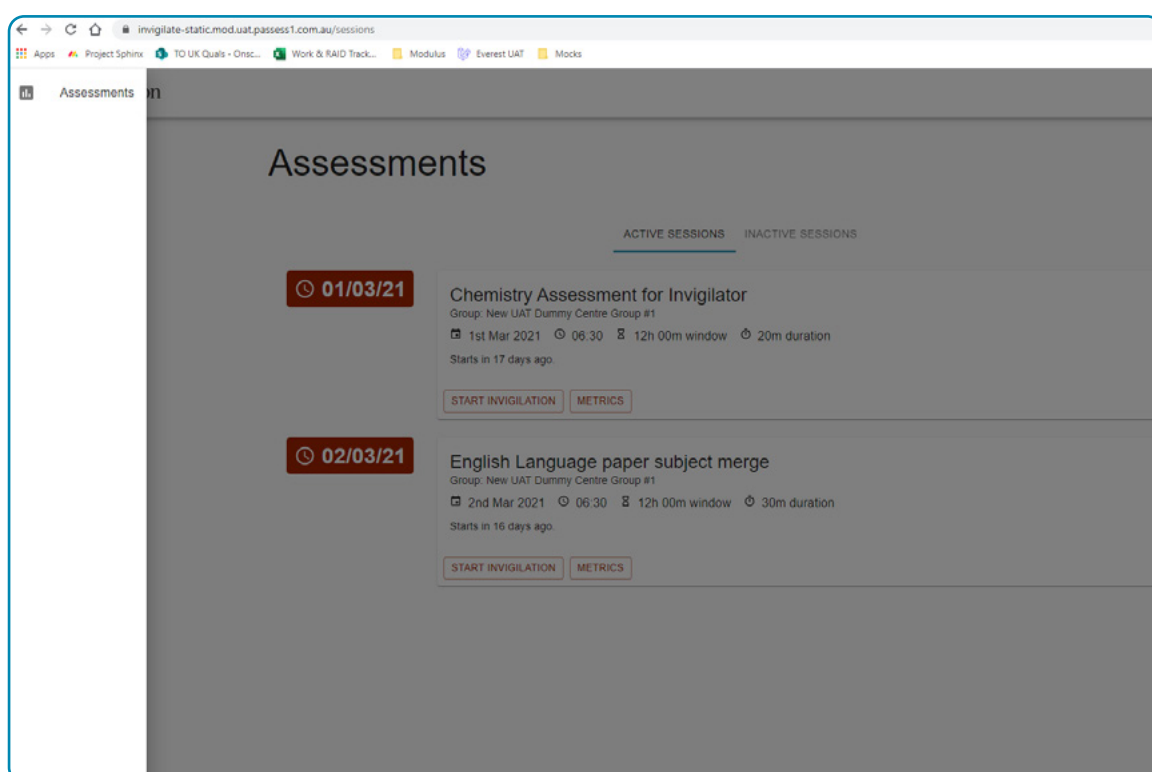 invigilate-static.mod.uat.passess1.com.au/sessions
Apps Project Sphinx TO UK Quals - Onsc... Work & RAID Track... Modulus Everest UAT Mocks
Assessments on
Assessments
ACTIVE SESSIONS INACTIVE SESSIONS
01/03/21
Chemistry Assessment for Invigilator
Group: New UAT Dummy Centre Group #1
1st Mar 2021 06:30 12h 00m window 20m duration
Starts in 17 days ago.
START INVIGILATION METRICS
02/03/21
English Language paper subject merge
Group: New UAT Dummy Centre Group #1
2nd Mar 2021 06:30 12h 00m window 30m duration
Starts in 16 days ago.
START INVIGILATION METRICS